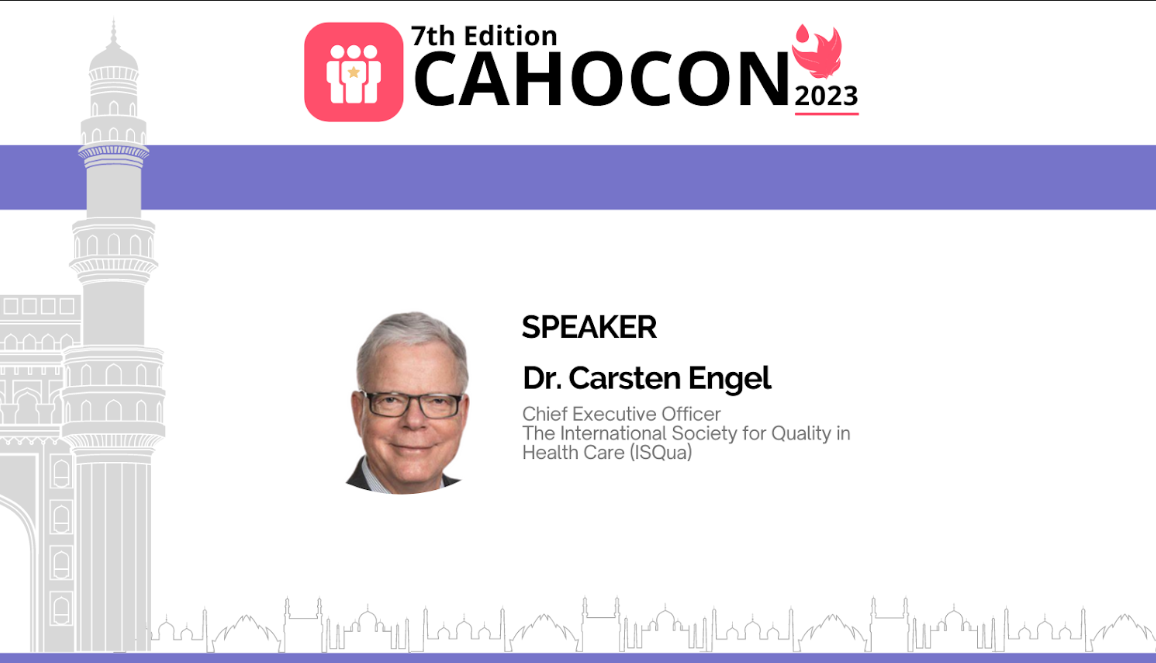 7th Edition
CAHOCON
2023
SPEAKER
Dr. Carsten Engel
Chief Executive Officer
The International Society for Quality in
Health Care (ISQua)